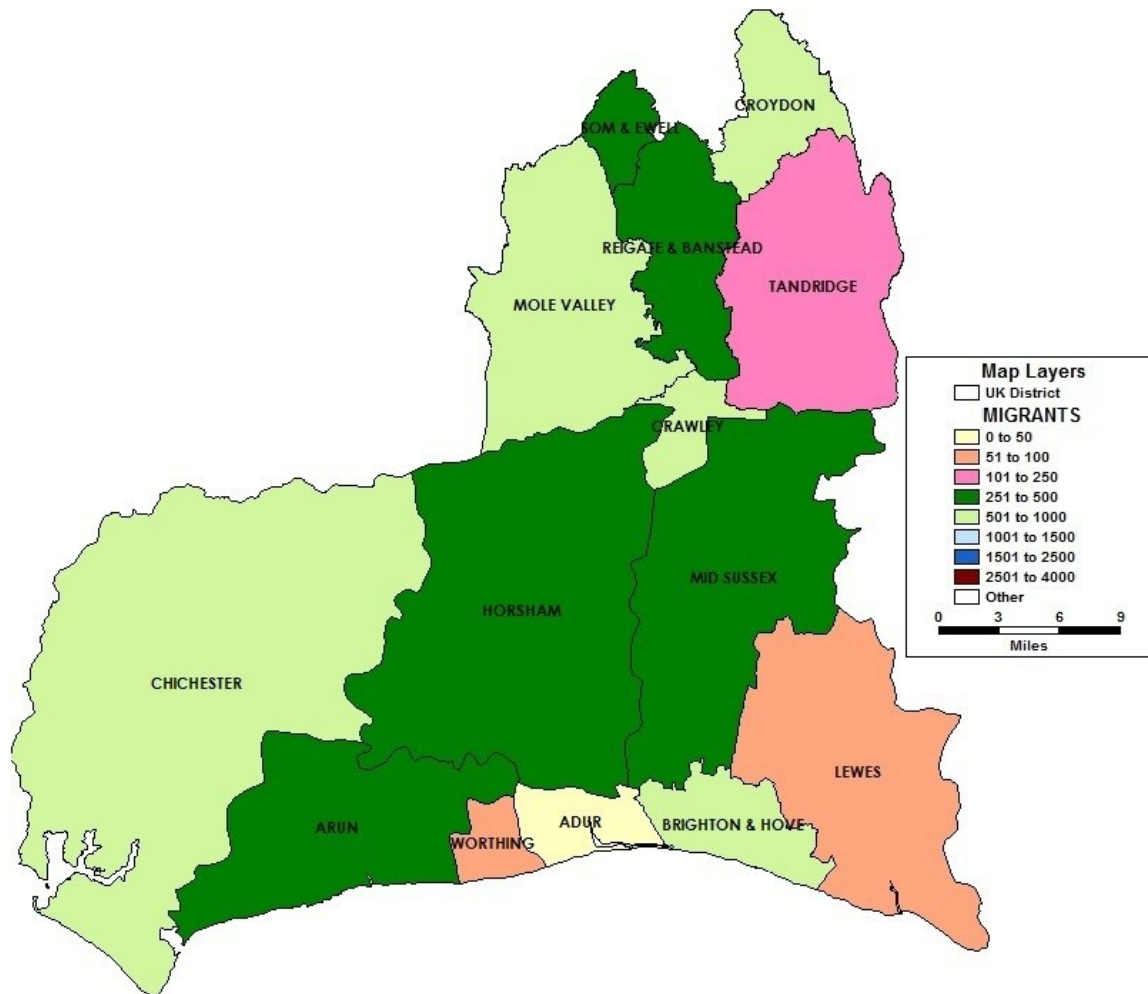 CROYDON
SOM & EWELL
REIGATE & BANSTEAD
TANDRIDGE
MOLE VALLEY
CRAWLEY
MID SUSSEX
HORSHAM
CHICHESTER
LEWES
ARUN
WORTHING
ADUR
BRIGHTON & HOVE
Map Layers
UK District
MIGRANTS
0 to 50
51 to 100
101 to 250
251 to 500
501 to 1000
1001 to 1500
1501 to 2500
2501 to 4000
Other
0 3 6 9
Miles